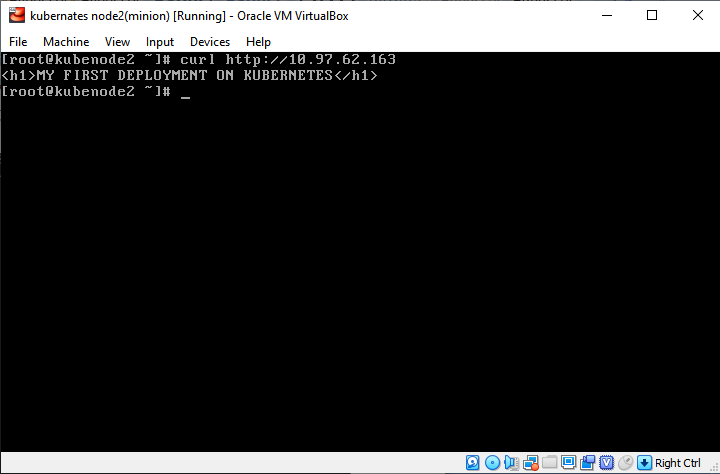 kubernates node2(minion) [Running] - Oracle VM VirtualBox
File Machine View Input Devices Help
[root@kubenode2 ~]# curl http://10.97.62.163
<h1>MY FIRST DEPLOYMENT ON KUBERNETES</h1>
[root@kubenode2 ~]# _
Right Ctrl